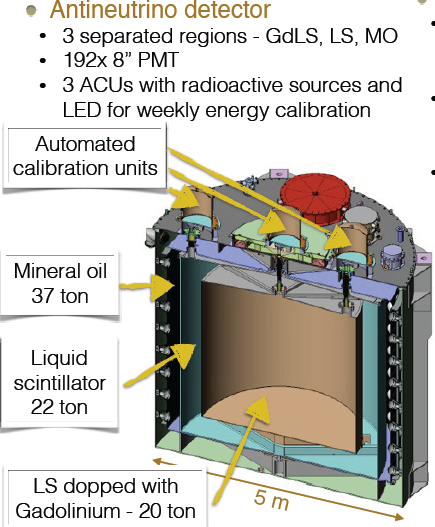 Antineutrino detector
• 3 separated regions - GdLS, LS, MO
• 192x 8” PMT
• 3 ACUs with radioactive sources and
LED for weekly energy calibration
Automated
calibration units
Mineral oil
37 ton
Liquid
scintillator
22 ton
LS dopped with
Gadolinium - 20 ton
5 m